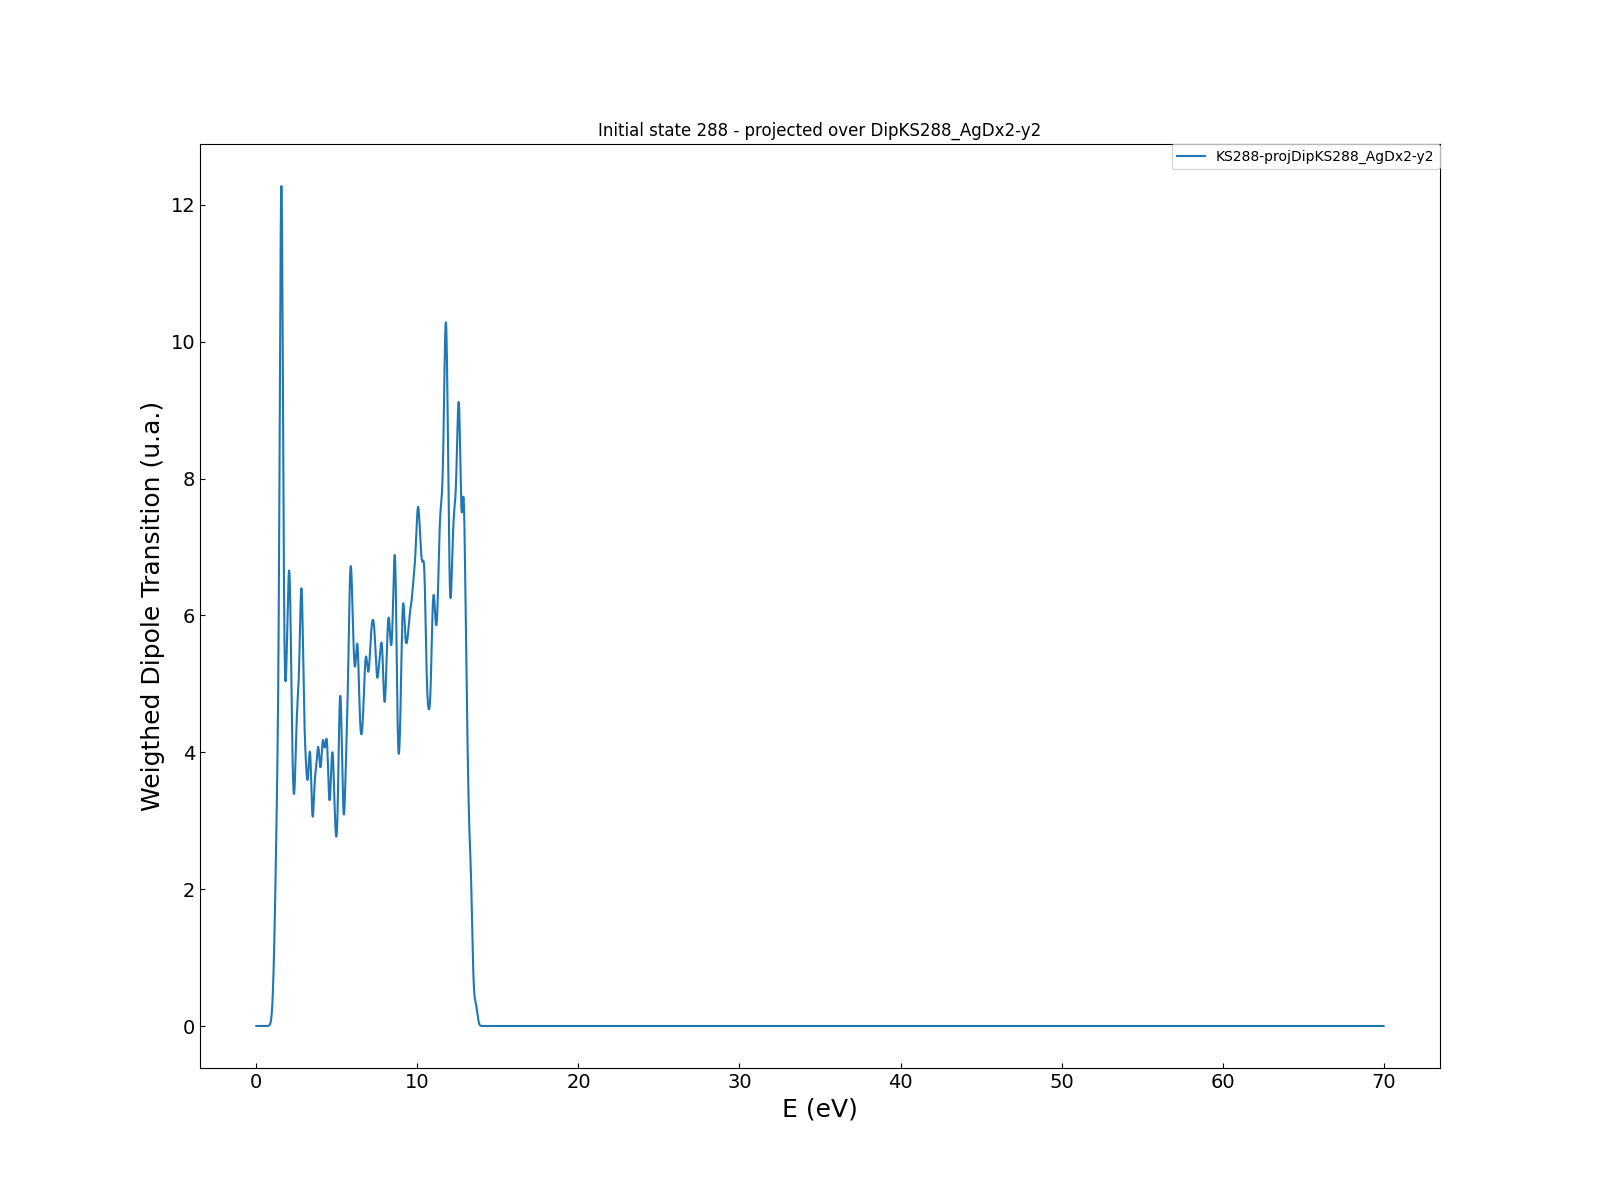 Initial state 288 - projected over DipKS288_AgDx2-y2
KS288-projDipKS288_AgDx2-y2
Weigthed Dipole Transition (u.a.)
12
10
8
6
4
2
0
0 10 20 30 40 50 60 70
E (eV)